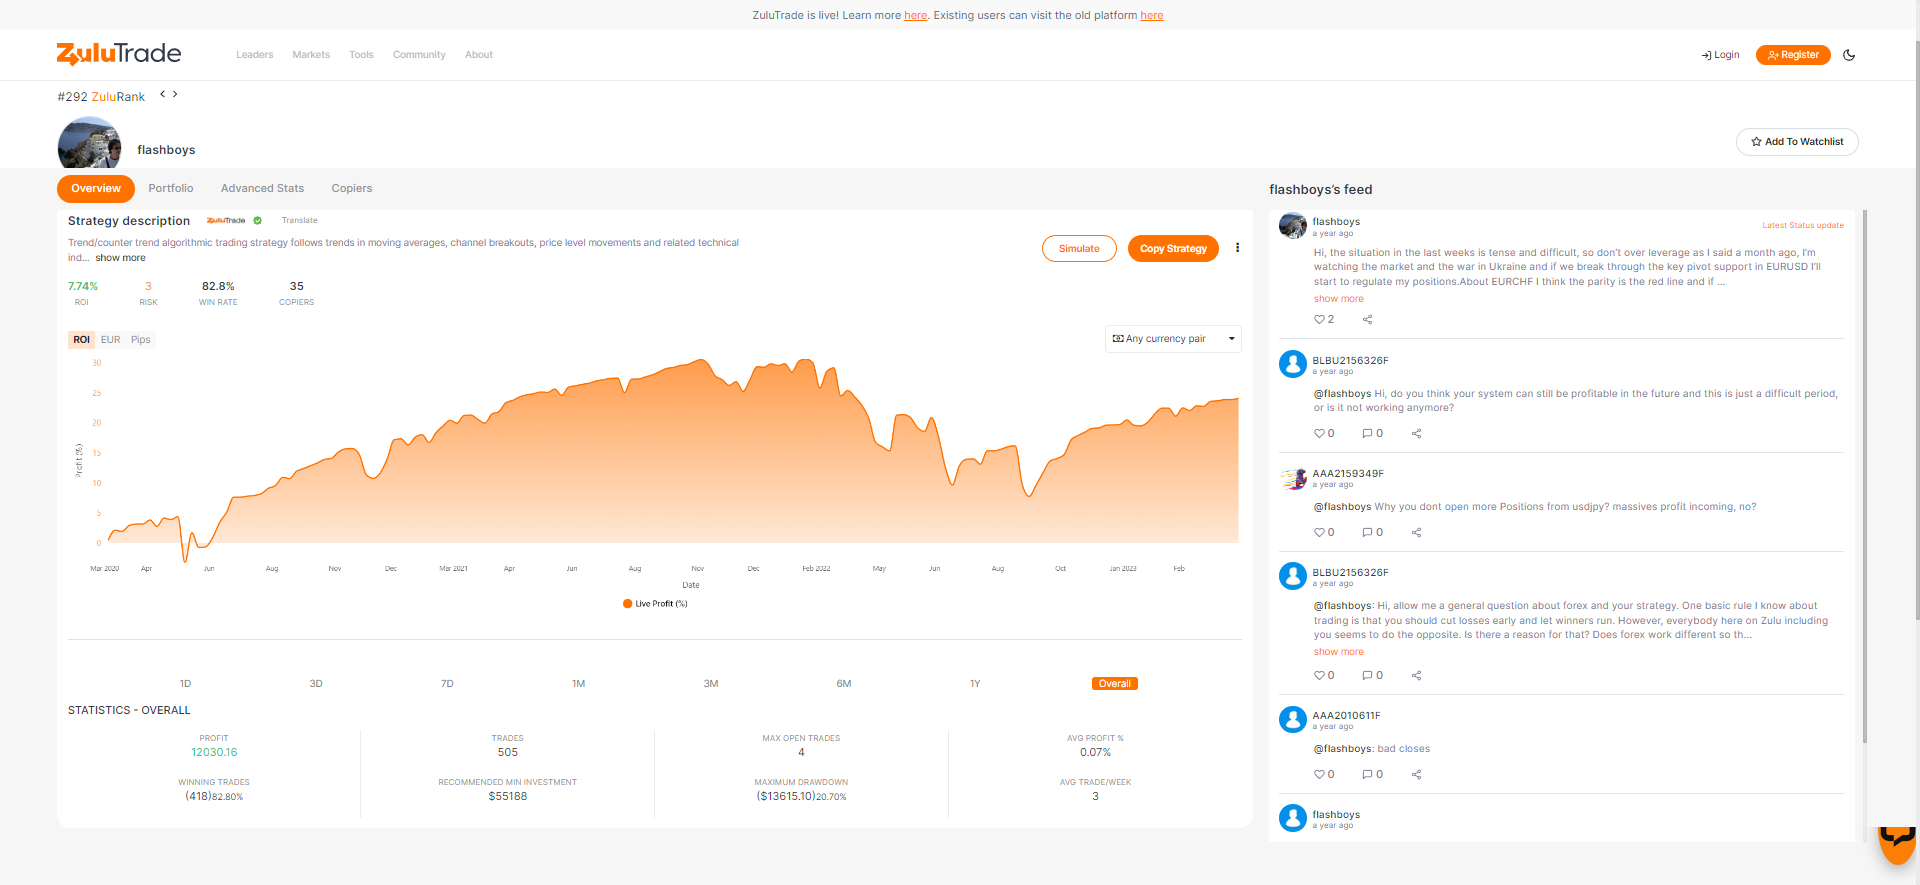 ZuluTrade is live! Learn more here. Existing users can visit the old platform here
ZuluTrade
Leaders
Markets
Tools
Community
About
Login
Register
#292 ZuluRank
flashboys
Add To Watchlist
Overview
Portfolio
Advanced Stats
Copiers
Strategy description
ZuluTrade
Translate
Trend/counter trend algorithmic trading strategy follows trends in moving averages, channel breakouts, price level movements and related technical
ind... show more
Simulate
Copy Strategy
7.74%
3
82.8%
35
ROI
RISK
WIN RATE
COPIERS
ROI
EUR
Pips
Any currency pair
30
25
20
15
10
5
0
Profit (%)
Mar 2020
Apr
Jun
Aug
Nov
Dec
Mar 2021
Apr
Jun
Aug
Nov
Dec
Feb 2022
May
Jun
Aug
Oct
Jan 2023
Feb
Date
Live Profit (%)
1D
3D
7D
1M
3M
6M
1Y
Overall
STATISTICS - OVERALL
PROFIT
12030.16
TRADES
505
MAX OPEN TRADES
4
AVG PROFIT %
0.07%
WINNING TRADES
(418)82.80%
RECOMMENDED MIN INVESTMENT
$55188
MAXIMUM DRAWDOWN
($13615.10)20.70%
AVG TRADE/WEEK
3
flashboys's feed
flashboys
a year ago
Latest Status update
Hi, the situation in the last weeks is tense and difficult, so don't over leverage as I said a month ago, I'm
watching the market and the war in Ukraine and if we break through the key pivot support in EURUSD I'll
start to regulate my positions.About EURCHF I think the parity is the red line and if ...
show more
2
BLBU2156326F
a year ago
@flashboys Hi, do you think your system can still be profitable in the future and this is just a difficult period,
or is it not working anymore?
0
0
AAA2159349F
a year ago
@flashboys Why you dont open more Positions from usdjpy? massives profit incoming, no?
0
0
BLBU2156326F
a year ago
@flashboys: Hi, allow me a general question about forex and your strategy. One basic rule I know about
trading is that you should cut losses early and let winners run. However, everybody here on Zulu including
you seems to do the opposite. Is there a reason for that? Does forex work different so th...
show more
0
0
AAA2010611F
a year ago
@flashboys: bad closes
0
0
flashboys
a year ago